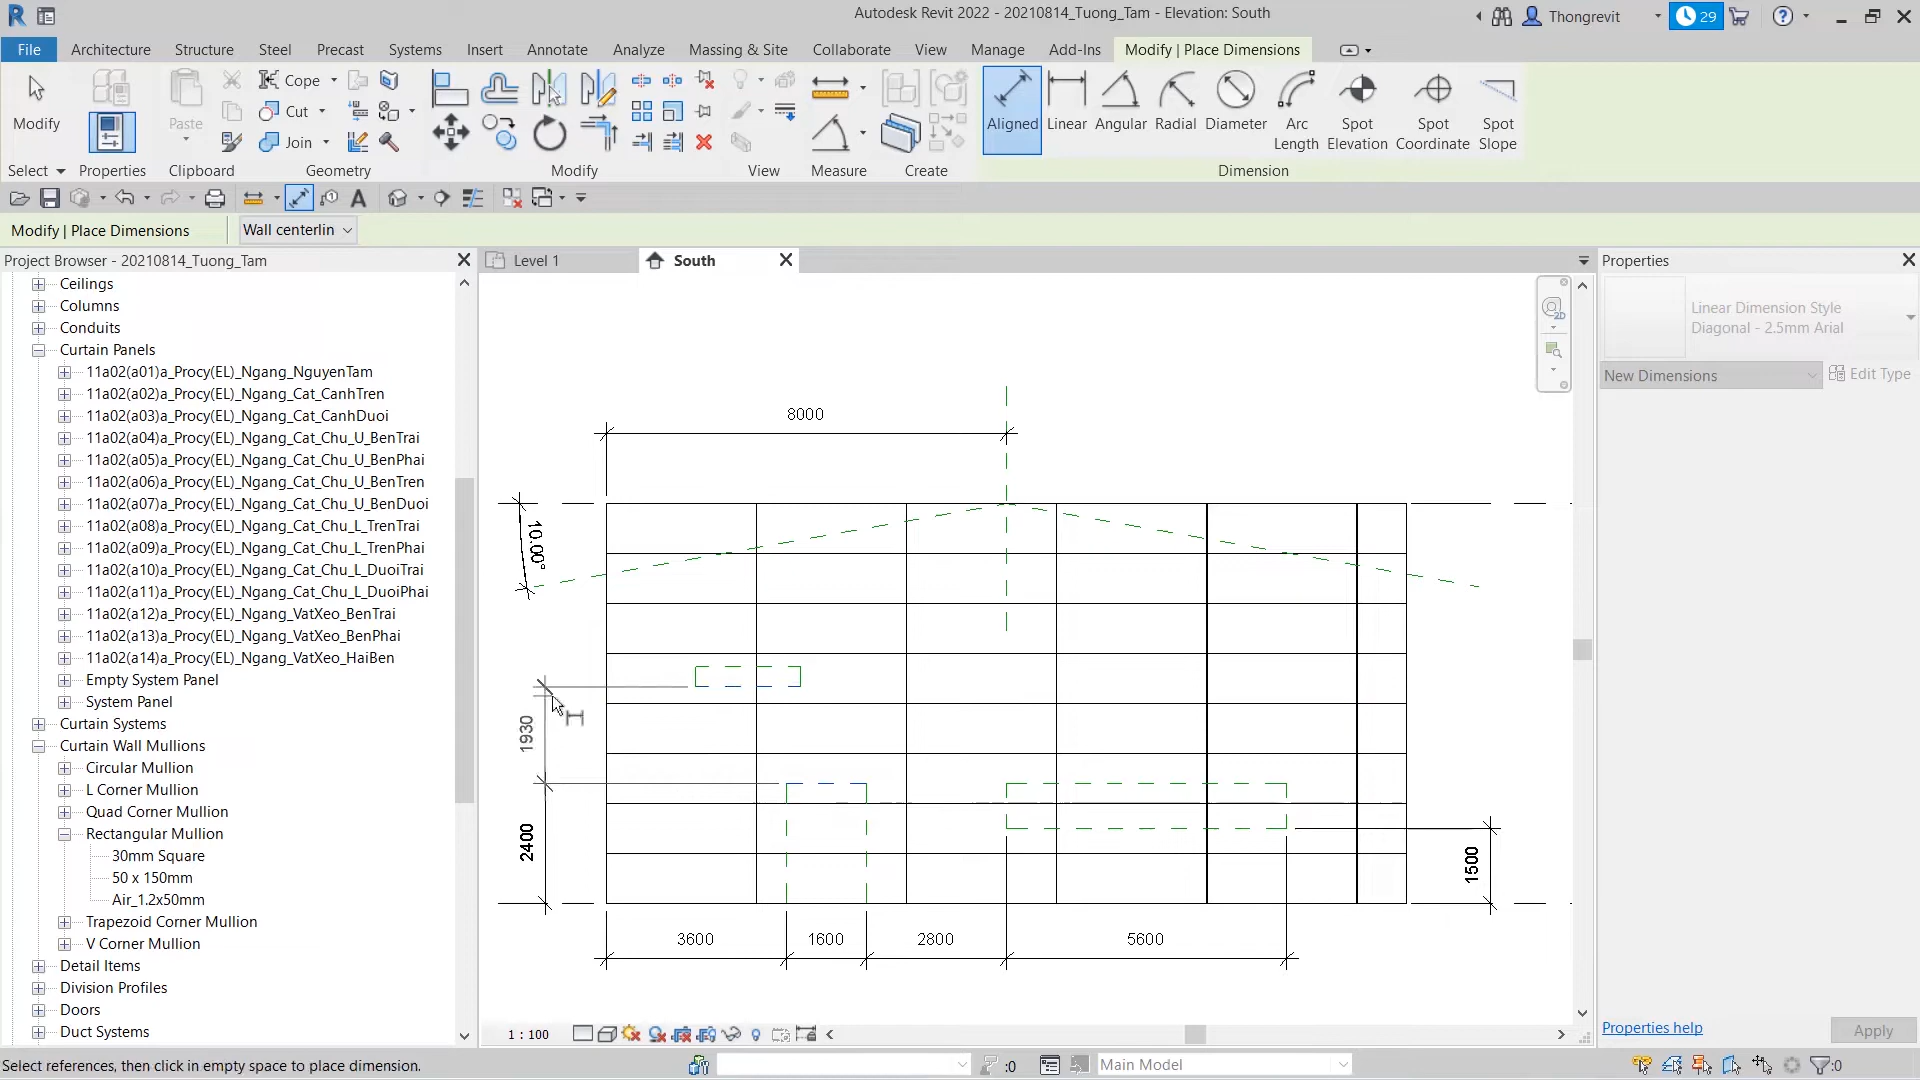 Autodesk Revit 2022 - 20210814_Tuong_Tam - Elevation: South
Thongrevit
29
File Architecture Structure Steel Precast Systems Insert Annotate Analyze Massing & Site Collaborate View Manage Add-Ins Modify | Place Dimensions
Modify
Paste
Cope
Cut
Join
Aligned Linear Angular Radial Diameter Arc Length Spot Elevation Spot Coordinate Spot Slope
Select Properties Clipboard Geometry Modify View Measure Create Dimension
Modify | Place Dimensions Wall centerlin
Project Browser - 20210814_Tuong_Tam
Ceilings
Columns
Conduits
Curtain Panels
11a02(a01)a_Procy(EL)_Ngang_NguyenTam
11a02(a02)a_Procy(EL)_Ngang_Cat_CanhTren
11a02(a03)a_Procy(EL)_Ngang_Cat_CanhDuoi
11a02(a04)a_Procy(EL)_Ngang_Cat_Chu_U_BenTrai
11a02(a05)a_Procy(EL)_Ngang_Cat_Chu_U_BenPhai
11a02(a06)a_Procy(EL)_Ngang_Cat_Chu_U_BenTren
11a02(a07)a_Procy(EL)_Ngang_Cat_Chu_U_BenDuoi
11a02(a08)a_Procy(EL)_Ngang_Cat_Chu_L_TrenTrai
11a02(a09)a_Procy(EL)_Ngang_Cat_Chu_L_TrenPhai
11a02(a10)a_Procy(EL)_Ngang_Cat_Chu_L_DuoiTrai
11a02(a11)a_Procy(EL)_Ngang_Cat_Chu_L_DuoiPhai
11a02(a12)a_Procy(EL)_Ngang_VatXeo_BenTrai
11a02(a13)a_Procy(EL)_Ngang_VatXeo_BenPhai
11a02(a14)a_Procy(EL)_Ngang_VatXeo_HaiBen
Empty System Panel
System Panel
Curtain Systems
Curtain Wall Mullions
Circular Mullion
L Corner Mullion
Quad Corner Mullion
Rectangular Mullion
30mm Square
50 x 150mm
Air_1.2x50mm
Trapezoid Corner Mullion
V Corner Mullion
Detail Items
Division Profiles
Doors
Duct Systems
Level 1
South
8000
10.00°
1930
2400
1500
3600 1600 2800 5600
1 : 100
Properties
Linear Dimension Style
Diagonal - 2.5mm Arial
New Dimensions
Edit Type
Properties help
Apply
Select references, then click in empty space to place dimension.
:0
Main Model
:0
2D